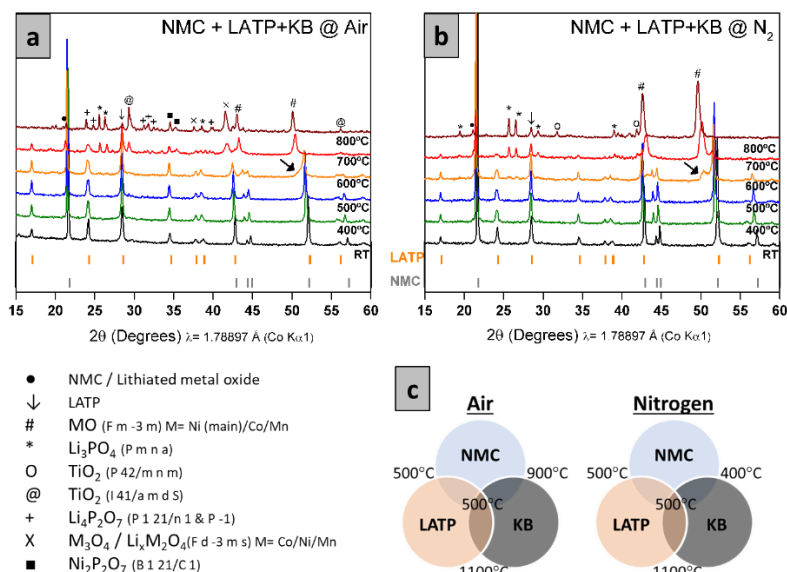 a
NMC + LATP+KB @ Air
@
●
+
+
*
*
↓
@
+
+
+
■
■
X
X
*
+
#
#
@
800ºC
700ºC
600ºC
500ºC
400ºC
RT
15 20 25 30 35 40 45 50 55 60
2θ (Degrees) λ= 1.78897 Å (Co Kα1)
b
NMC + LATP+KB @ N2
*
●
*
*
↓
*
O
*
O
#
#
800ºC
700ºC
600ºC
500ºC
400ºC
RT
LATP
NMC
15 20 25 30 35 40 45 50 55 60
2θ (Degrees) λ= 1.78897 Å (Co Kα1)
● NMC / Lithiated metal oxide
↓ LATP
# MO (F m -3 m) M= Ni (main)/Co/Mn
* Li3PO4 (P m n a)
O TiO2 (P 42/m n m)
@ TiO2 (I 41/a m d S)
+ Li4P2O7 (P 1 21/n 1 & P -1)
X M3O4 / LixM2O4(F d -3 m s) M= Co/Ni/Mn
■ Ni2P2O7 (B 1 21/C 1)
c
Air
NMC
500°C
900°C
500°C
LATP
KB
1100°C
Nitrogen
NMC
500°C
400°C
500°C
LATP
KB
1100°C